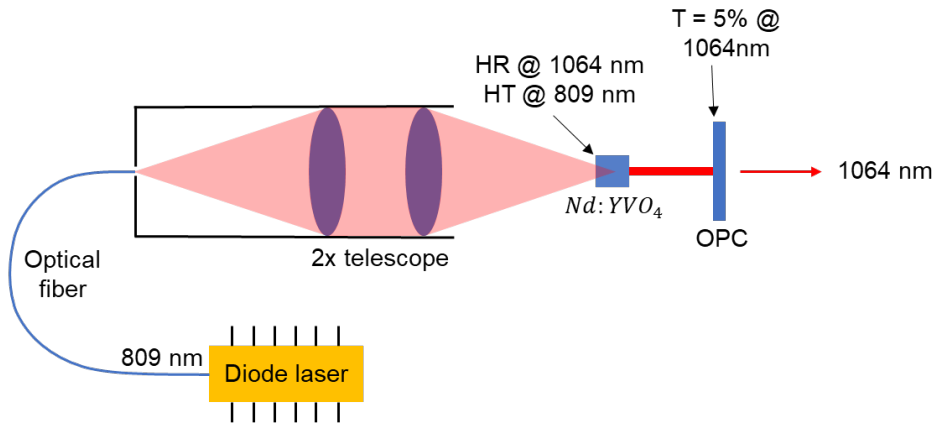 T = 5% @
1064nm
HR @ 1064 nm
HT @ 809 nm
1064 nm
Nd: YVO₄
OPC
2x telescope
Optical
fiber
809 nm
Diode laser